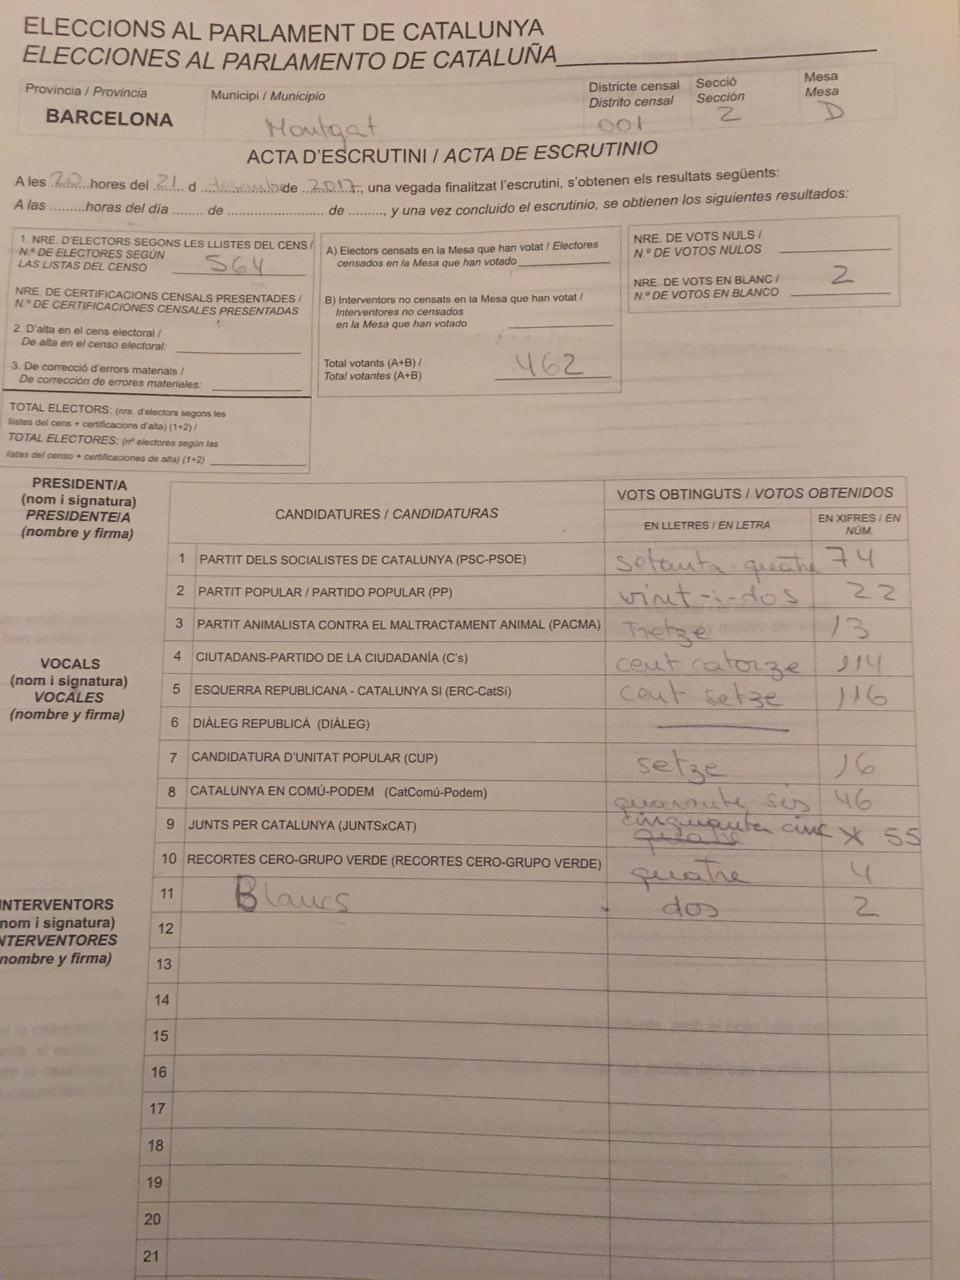 ELECCIONS AL PARLAMENT DE CATALUNYA
ELECCIONES AL PARLAMENTO DE CATALUÑA
Provincia / Provincia
BARCELONA
Municipi / Municipio
Montgat
Districte censal
Distrito censal
001
Secció
Sección
2
Mesa
Mesa
D
ACTA D'ESCRUTINI / ACTA DE ESCRUTINIO
A les 20 hores del 21 d desembre de 2017, una vegada finalitzat l'escrutini, s'obtenen els resultats següents:
A las .........horas del día ........ de ......................... de ........, y una vez concluido el escrutinio, se obtienen los siguientes resultados:
1. NRE. D'ELECTORS SEGONS LES LLISTES DEL CENS /
N.º DE ELECTORES SEGÚN
LAS LISTAS DEL CENSO 564
NRE. DE CERTIFICACIONS CENSALS PRESENTADES /
N.º DE CERTIFICACIONES CENSALES PRESENTADAS
2. D'alta en el cens electoral /
De alta en el censo electoral:
3. De correcció d'errors materials /
De corrección de errores materiales:
TOTAL ELECTORS: (nre. d'electors segons les
llistes del cens + certificacions d'alta) (1+2) /
TOTAL ELECTORES: (nº electores según las
listas del censo + certificaciones de alta) (1+2)
A) Electors censats en la Mesa que han votat / Electores
censados en la Mesa que han votado
B) Interventors no censats en la Mesa que han votat /
Interventores no censados
en la Mesa que han votado
Total votants (A+B) /
Total votantes (A+B) 462
NRE. DE VOTS NULS /
N.º DE VOTOS NULOS
NRE. DE VOTS EN BLANC /
N.º DE VOTOS EN BLANCO 2
PRESIDENT/A
(nom i signatura)
PRESIDENTE/A
(nombre y firma)
VOCALS
(nom i signatura)
VOCALES
(nombre y firma)
INTERVENTORS
(nom i signatura)
INTERVENTORES
(nombre y firma)
CANDIDATURES / CANDIDATURAS
VOTS OBTINGUTS / VOTOS OBTENIDOS
EN LLETRES / EN LETRA
EN XIFRES / EN NÚM.
1 PARTIT DELS SOCIALISTES DE CATALUNYA (PSC-PSOE) setanta-quatre 74
2 PARTIT POPULAR / PARTIDO POPULAR (PP) vint-i-dos 22
3 PARTIT ANIMALISTA CONTRA EL MALTRACTAMENT ANIMAL (PACMA) Tretze 13
4 CIUTADANS-PARTIDO DE LA CIUDADANÍA (C's) cent catorze 114
5 ESQUERRA REPUBLICANA - CATALUNYA SI (ERC-CatSí) cent setze 116
6 DIÀLEG REPUBLICÀ (DIÀLEG)
7 CANDIDATURA D'UNITAT POPULAR (CUP) setze 16
8 CATALUNYA EN COMÚ-PODEM (CatComú-Podem) quaranta sis 46
9 JUNTS PER CATALUNYA (JUNTSxCAT) cinquanta cinc X 55
10 RECORTES CERO-GRUPO VERDE (RECORTES CERO-GRUPO VERDE) quatre 4
11 Blancs dos 2
12
13
14
15
16
17
18
19
20
21